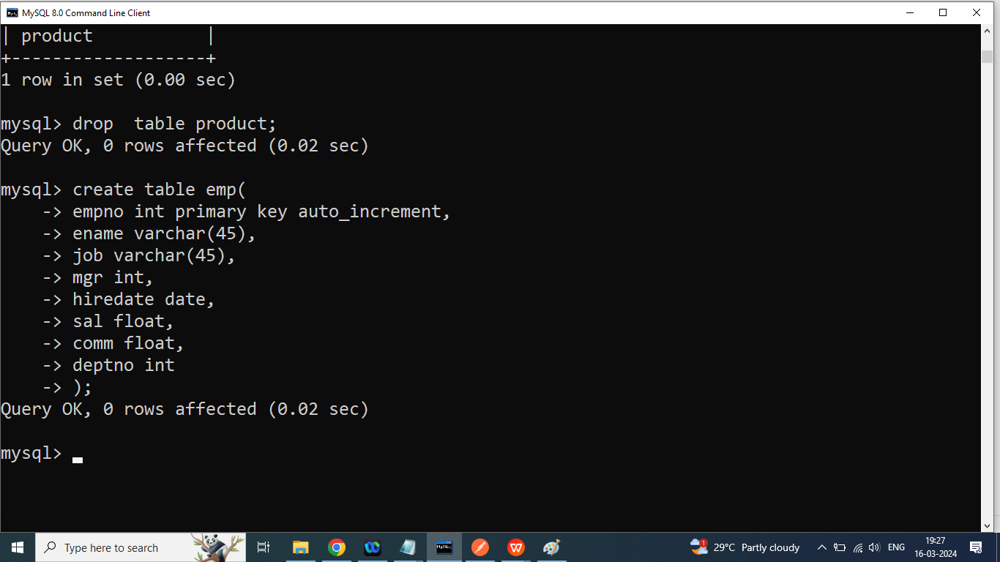 MySQL 8.0 Command Line Client
| product           |
+-------------------+
1 row in set (0.00 sec)
mysql> drop  table product;
Query OK, 0 rows affected (0.02 sec)
mysql> create table emp(
    -> empno int primary key auto_increment,
    -> ename varchar(45),
    -> job varchar(45),
    -> mgr int,
    -> hiredate date,
    -> sal float,
    -> comm float,
    -> deptno int
    -> );
Query OK, 0 rows affected (0.02 sec)
mysql>
Type here to search
29°C Partly cloudy
ENG
19:27
16-03-2024